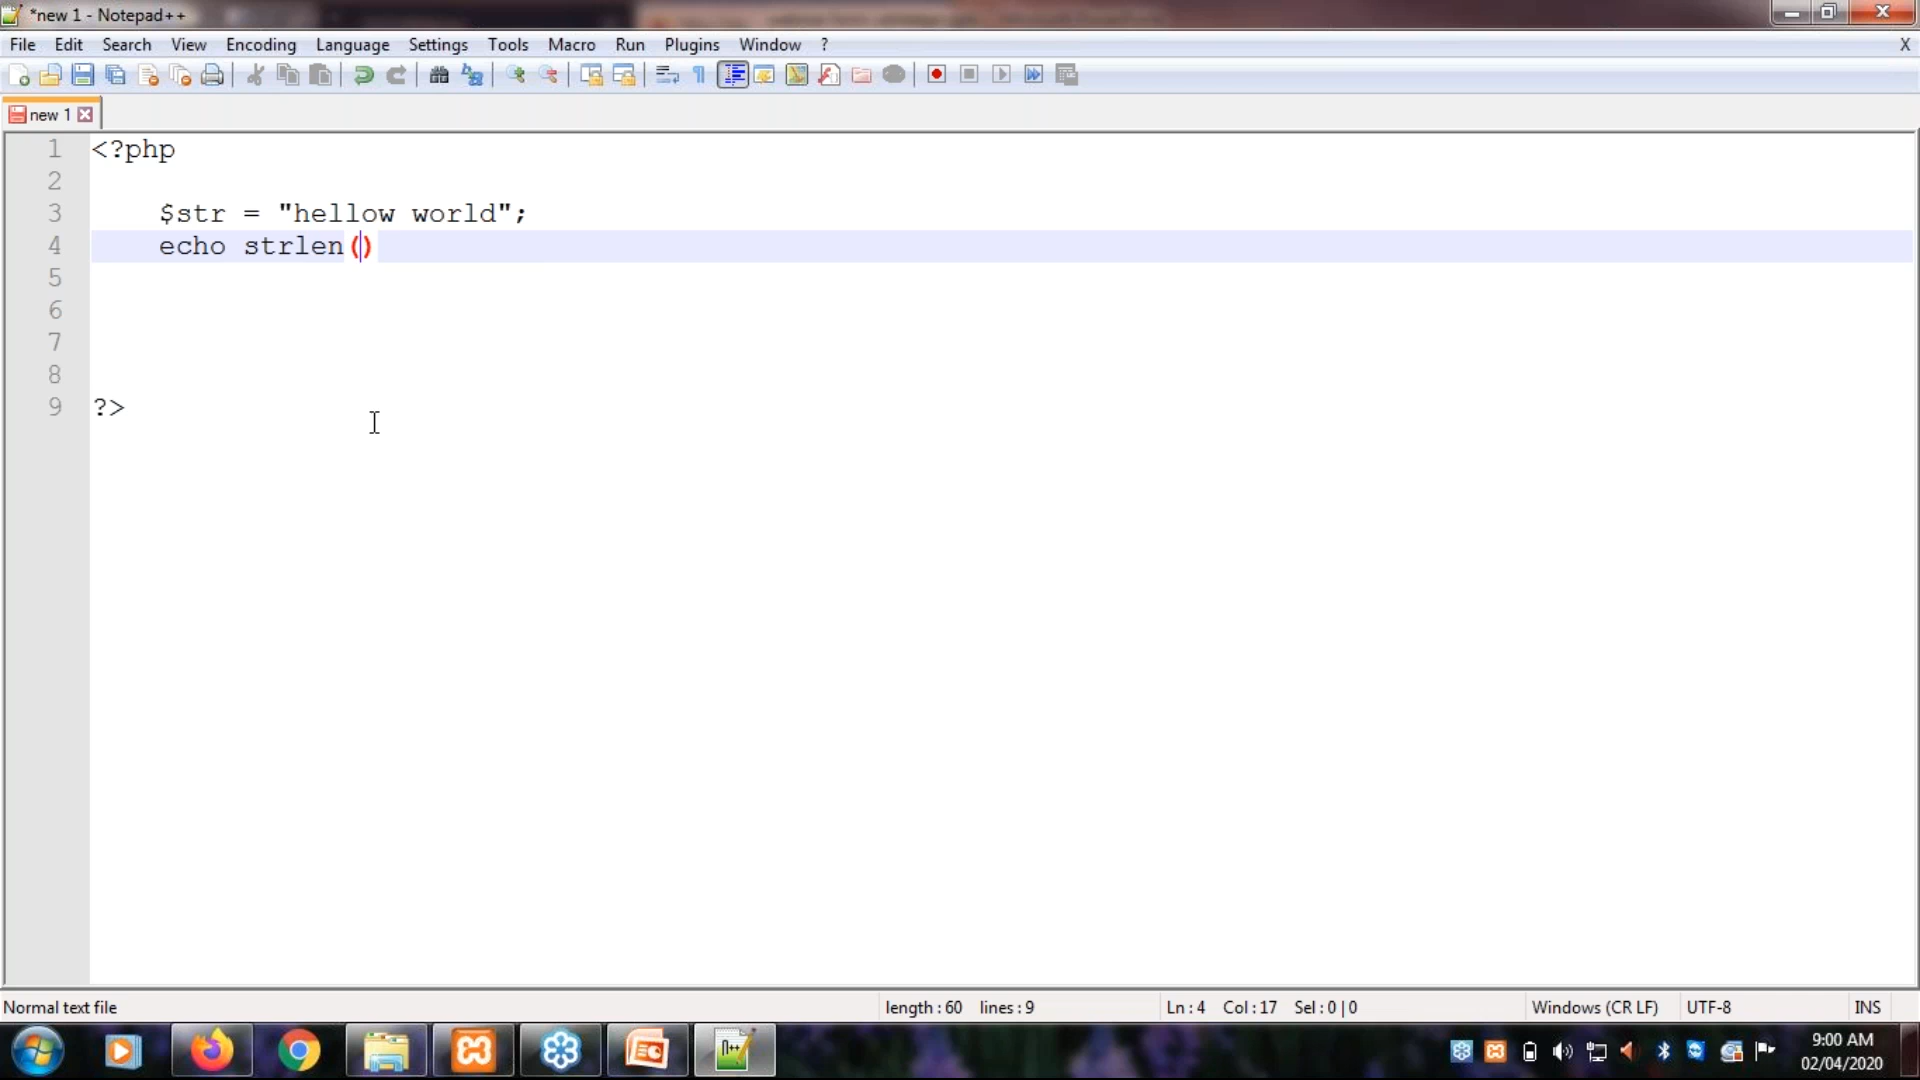 *new 1 - Notepad++
File Edit Search View Encoding Language Settings Tools Macro Run Plugins Window ? X
new 1
1 <?php
2
3 $str = "hellow world";
4 echo strlen()
5
6
7
8
9 ?>
Normal text file length : 60 lines : 9 Ln : 4 Col : 17 Sel : 0 | 0 Windows (CR LF) UTF-8 INS
9:00 AM
02/04/2020